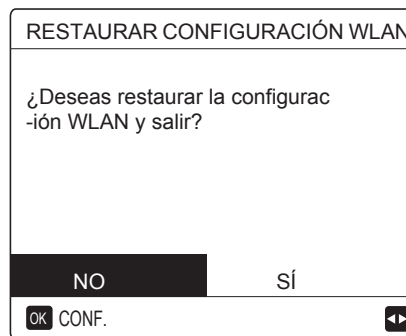 RESTAURAR CONFIGURACIÓN WLAN
¿Deseas restaurar la configurac
-ión WLAN y salir?
NO SÍ
OK CONF.